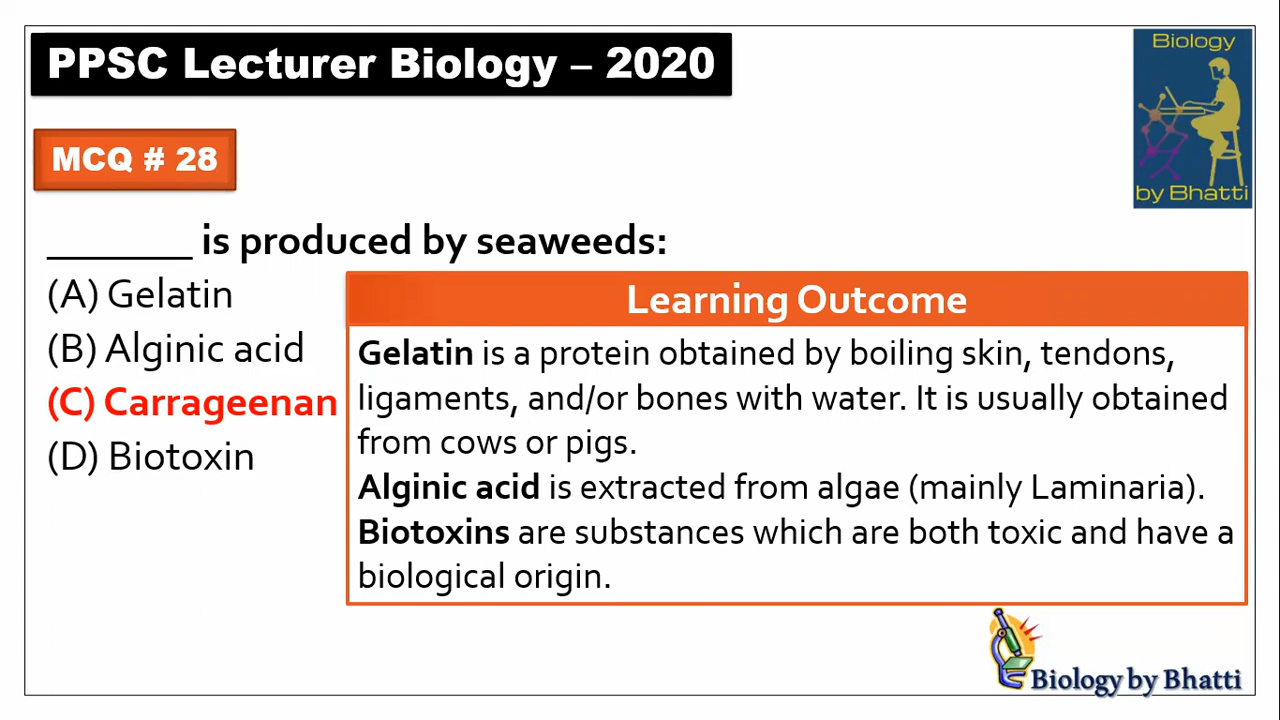 PPSC Lecturer Biology – 2020
Biology
by Bhatti
MCQ # 28
_______ is produced by seaweeds:
(A) Gelatin
(B) Alginic acid
(C) Carrageenan
(D) Biotoxin
Learning Outcome
Gelatin is a protein obtained by boiling skin, tendons,
ligaments, and/or bones with water. It is usually obtained
from cows or pigs.
Alginic acid is extracted from algae (mainly Laminaria).
Biotoxins are substances which are both toxic and have a
biological origin.
Biology by Bhatti